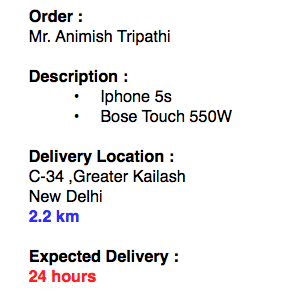 Order :
Mr. Animish Tripathi
Description :
• Iphone 5s
• Bose Touch 550W
Delivery Location :
C-34 ,Greater Kailash
New Delhi
2.2 km
Expected Delivery :
24 hours